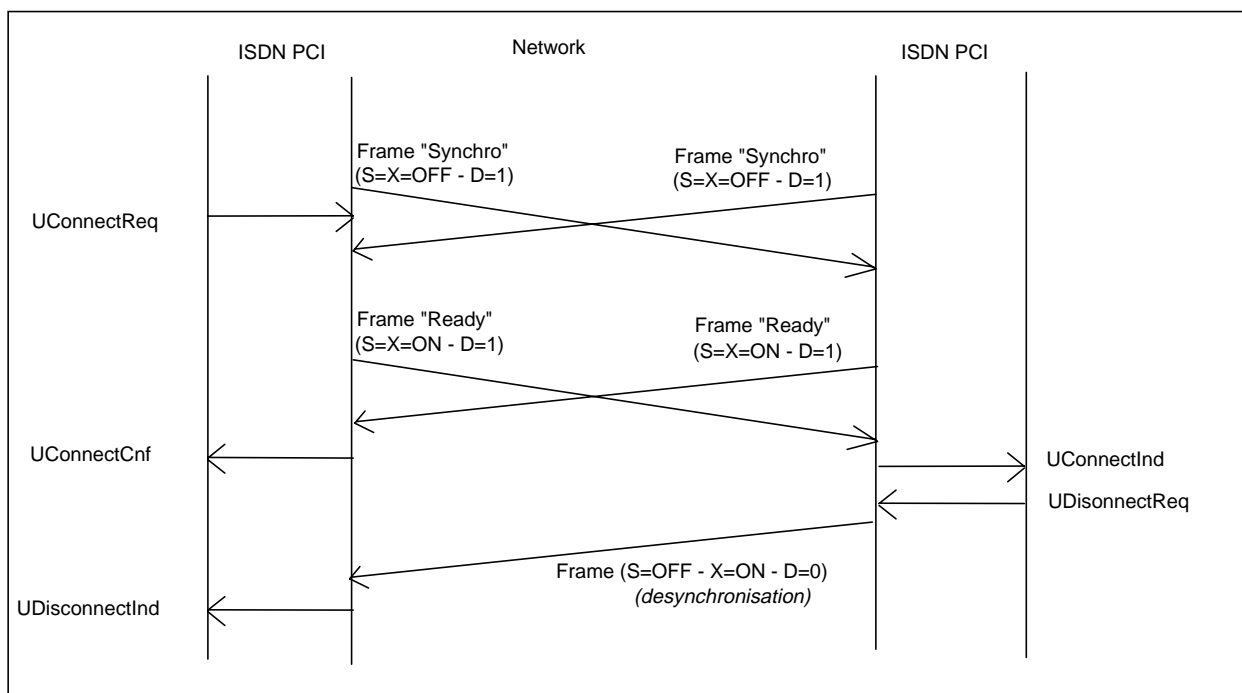 ISDN PCI
Network
ISDN PCI
Frame "Synchro"
(S=X=OFF - D=1)
Frame "Synchro"
(S=X=OFF - D=1)
UConnectReq
Frame "Ready"
(S=X=ON - D=1)
Frame "Ready"
(S=X=ON - D=1)
UConnectCnf
UConnectInd
UDisonnectReq
Frame (S=OFF - X=ON - D=0)
(desynchronisation)
UDisconnectInd